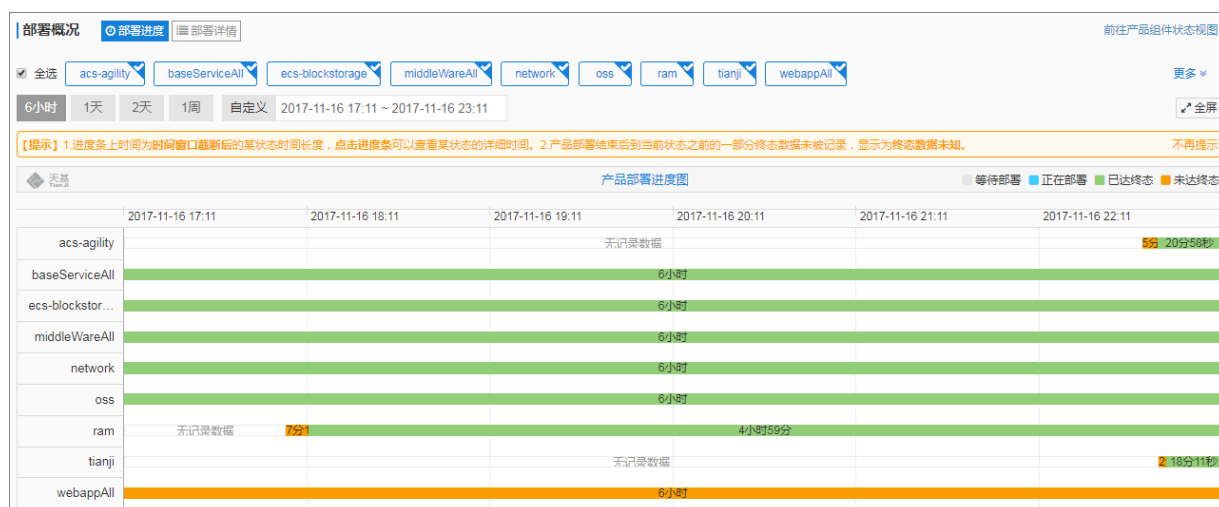 部署概况 部署进度 部署详情 前往产品组件状态视图
全选 acs-agility baseServiceAll ecs-blockstorage middleWareAll network oss ram tianji webappAll 更多
6小时 1天 2天 1周 自定义 2017-11-16 17:11 ~ 2017-11-16 23:11 全屏
【提示】1.进度条上时间为时间窗口截断后的某状态时间长度，点击进度条可以查看某状态的详细时间。2.产品部署结束后到当前状态之前的一部分终态数据未被记录，显示为终态数据未知。 不再提示
天基 产品部署进度图 等待部署 正在部署 已达终态 未达终态
TianJi
2017-11-16 17:11 2017-11-16 18:11 2017-11-16 19:11 2017-11-16 20:11 2017-11-16 21:11 2017-11-16 22:11
acs-agility 无记录数据 5分 20分58秒
baseServiceAll 6小时
ecs-blockstor... 6小时
middleWareAll 6小时
network 6小时
oss 6小时
ram 无记录数据 7分1 4小时59分
tianji 无记录数据 2 18分11秒
webappAll 6小时